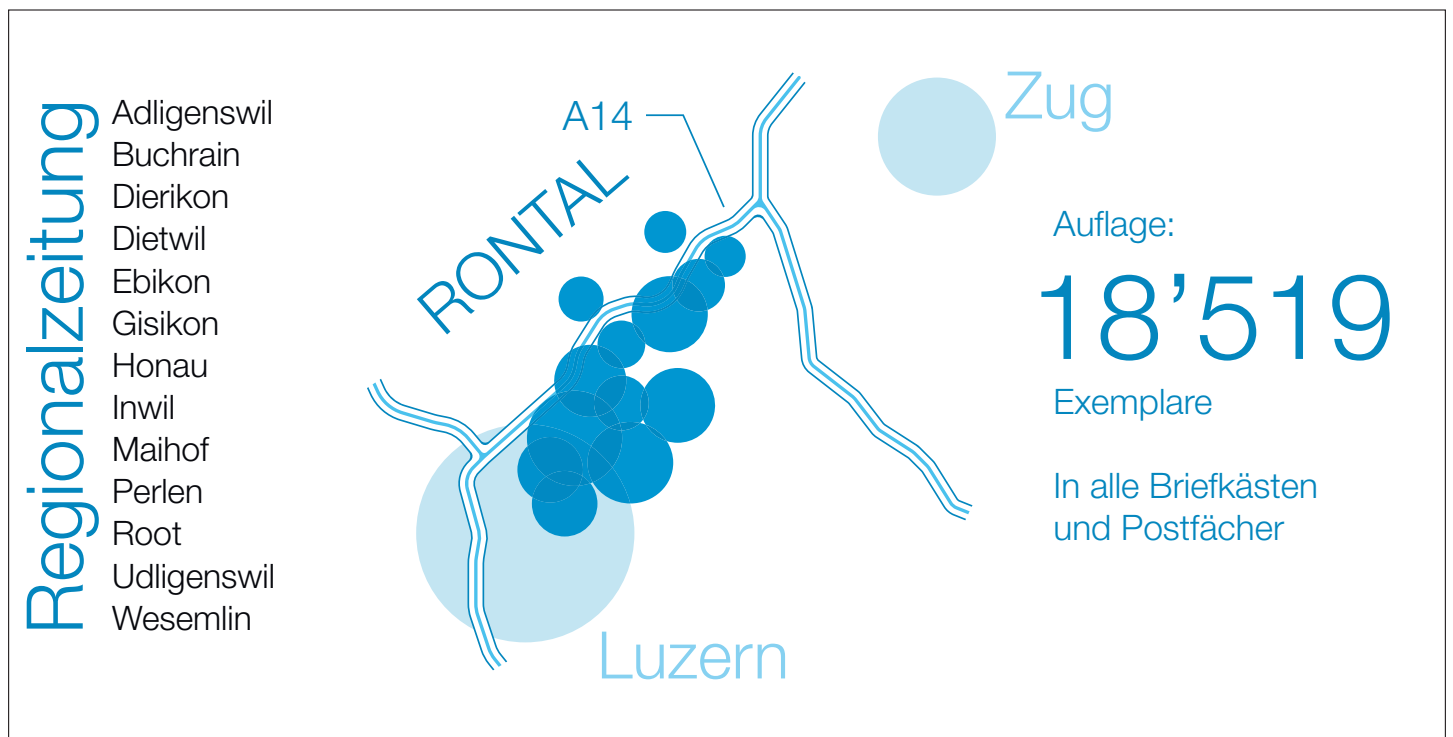 Regionalzeitung
Adligenswil
Buchrain
Dierikon
Dietwil
Ebikon
Gisikon
Honau
Inwil
Maihof
Perlen
Root
Udligenswil
Wesemlin
RONTAL
A14
Zug
Luzern
Auflage:
18’519
Exemplare
In alle Briefkästen
und Postfächer